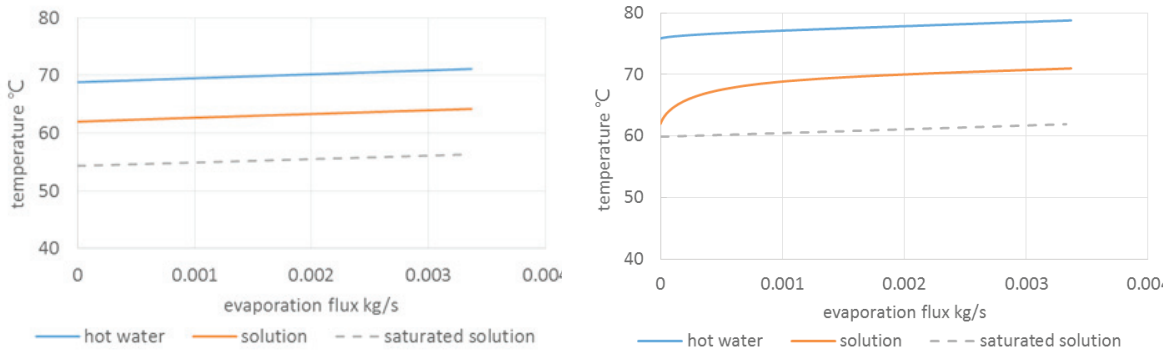 80
70
60
50
40
temperature °C
0
0.001
0.002
0.003
0.004
evaporation flux kg/s
hot water
solution
saturated solution
80
70
60
50
40
temperature °C
0
0.001
0.002
0.003
0.004
evaporation flux kg/s
hot water
solution
saturated solution